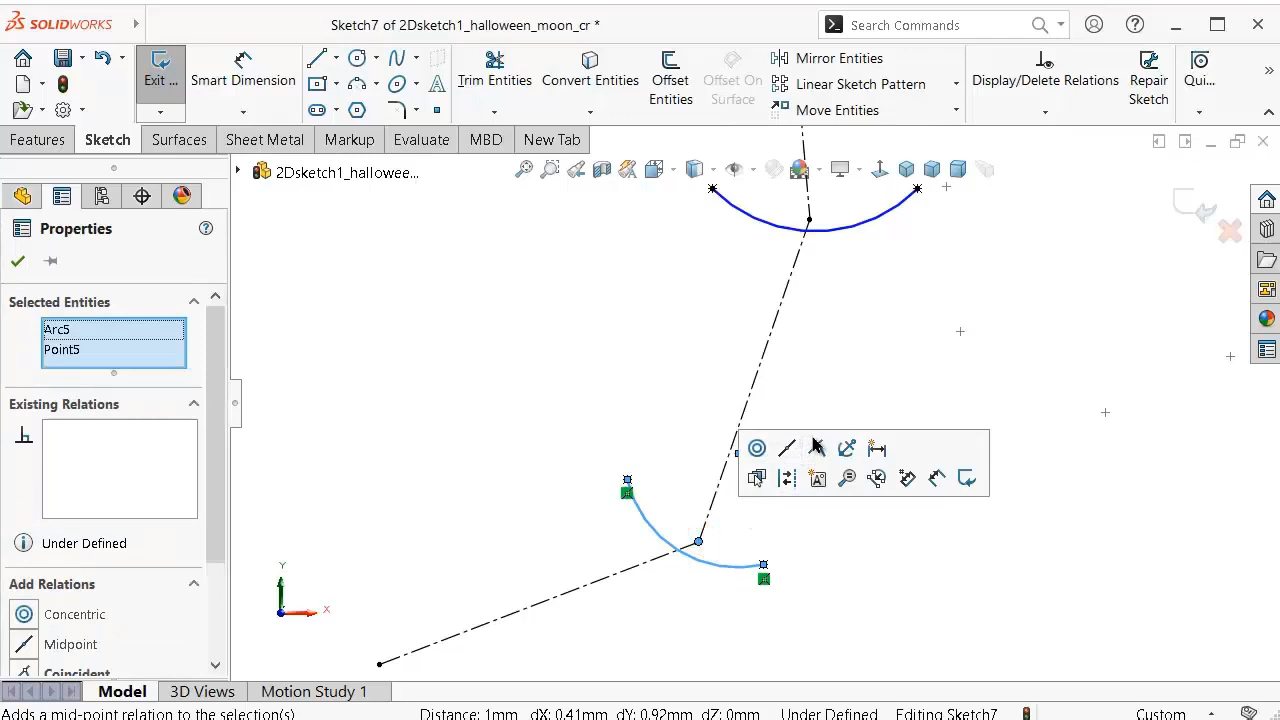 SOLIDWORKS
Sketch7 of 2Dsketch1_halloween_moon_cr *
Search Commands
Exit ...
Smart Dimension
Trim Entities
Convert Entities
Offset
Entities
Offset On
Surface
Mirror Entities
Linear Sketch Pattern
Move Entities
Display/Delete Relations
Repair
Sketch
Qui...
Features
Sketch
Surfaces
Sheet Metal
Markup
Evaluate
MBD
New Tab
2Dsketch1_hallowee...
Properties
Selected Entities
Arc5
Point5
Existing Relations
Under Defined
Add Relations
Concentric
Midpoint
Coincident
Y
X
Model
3D Views
Motion Study 1
Adds a mid-point relation to the selection(s)
Distance: 1mm
dX: 0.41mm
dY: 0.92mm
dZ: 0mm
Under Defined
Editing Sketch7
Custom